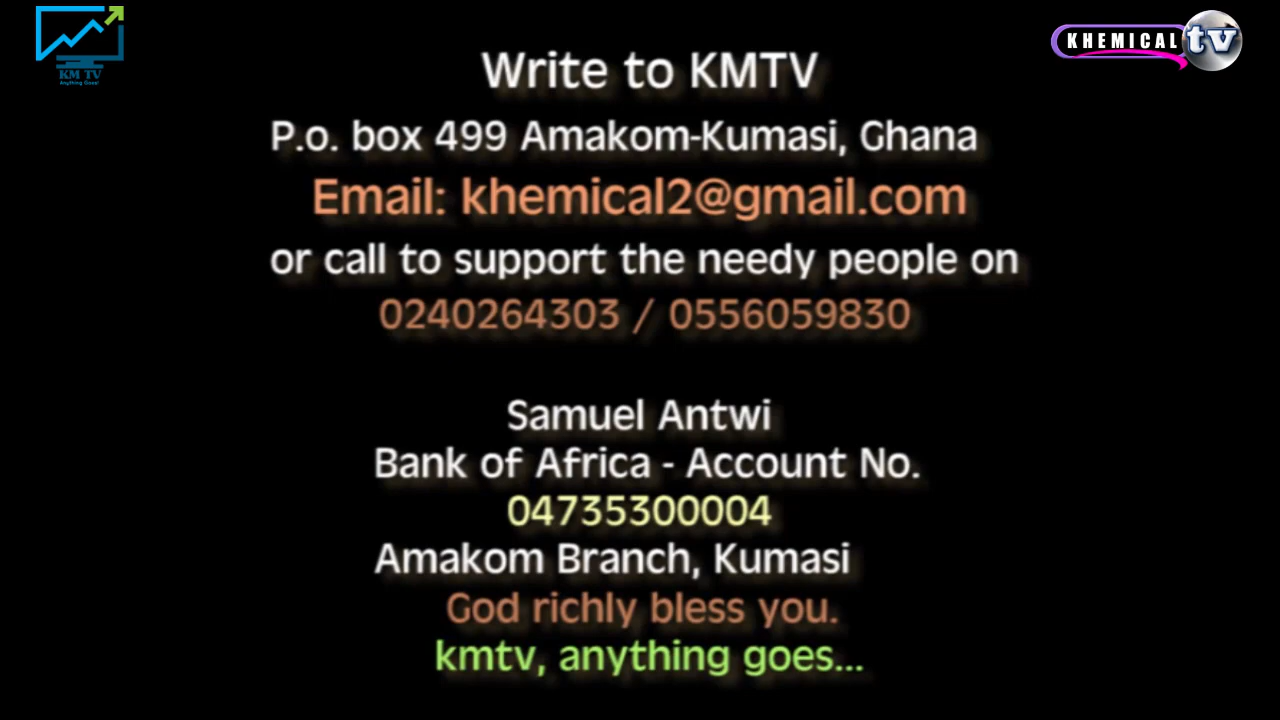 KM TV
Anything Goes!
KHEMICAL tv
Write to KMTV
P.o. box 499 Amakom-Kumasi, Ghana
Email: khemical2@gmail.com
or call to support the needy people on
0240264303 / 0556059830
Samuel Antwi
Bank of Africa - Account No.
04735300004
Amakom Branch, Kumasi
God richly bless you.
kmtv, anything goes...